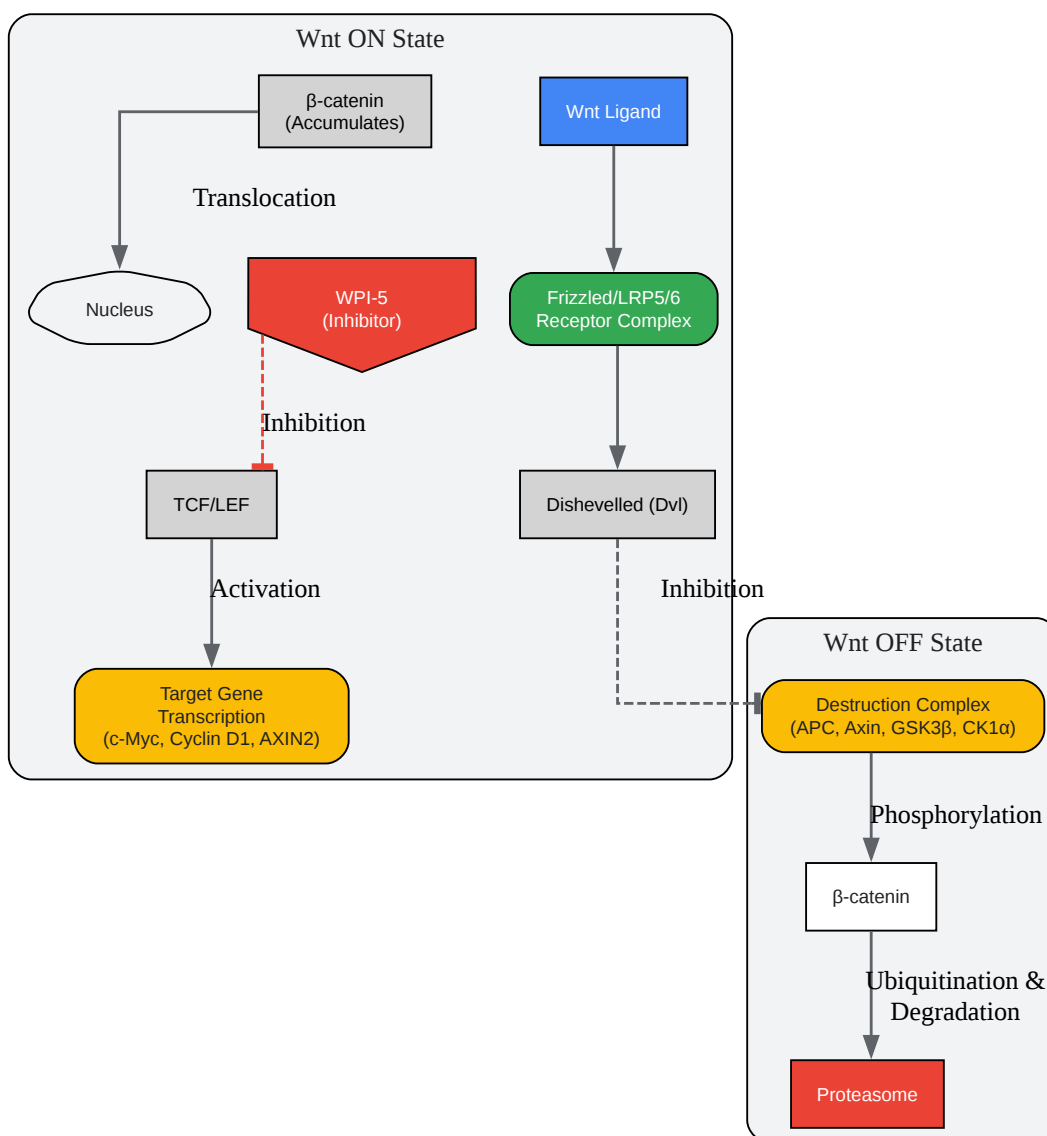 Wnt ON State
β-catenin
(Accumulates)
Wnt Ligand
Translocation
Nucleus
WPI-5
(Inhibitor)
Frizzled/LRP5/6
Receptor Complex
Inhibition
TCF/LEF
Dishevelled (Dvl)
Activation
Inhibition
Target Gene
Transcription
(c-Myc, Cyclin D1, AXIN2)
Wnt OFF State
Destruction Complex
(APC, Axin, GSK3β, CK1α)
Phosphorylation
β-catenin
Ubiquitination &
Degradation
Proteasome